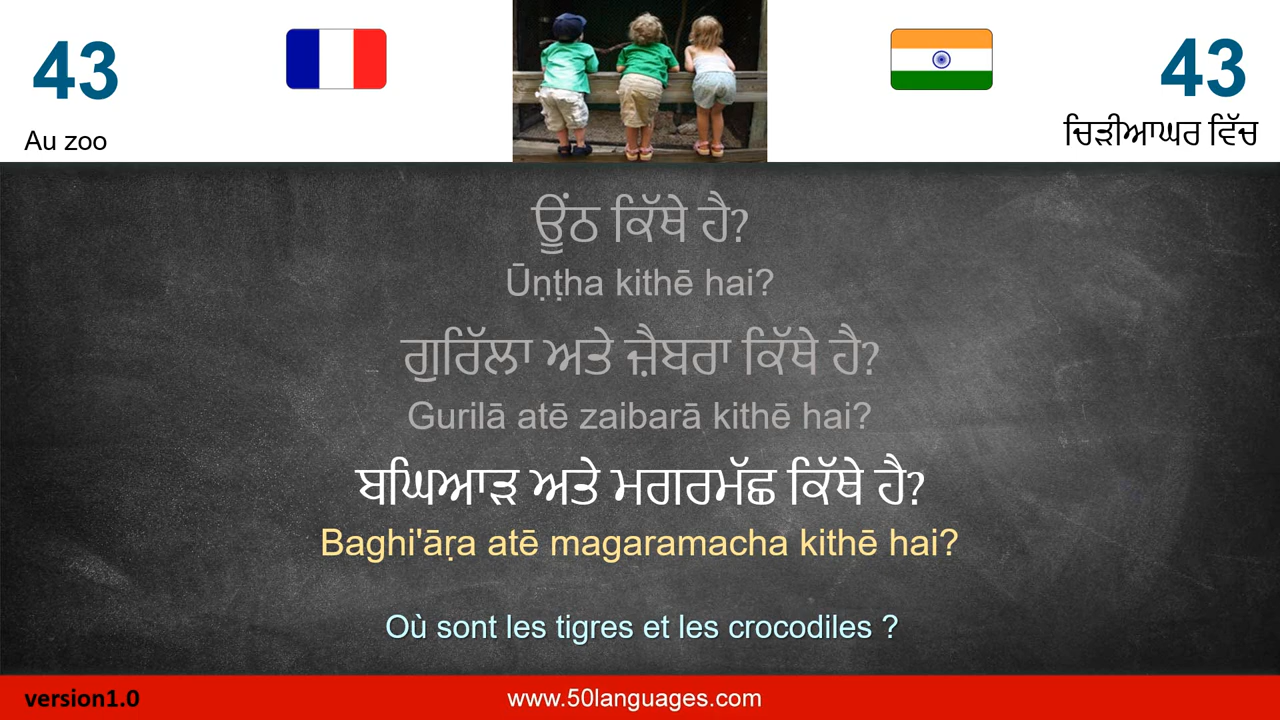 43
43
Au zoo
ਚਿੜੀਆਘਰ ਵਿੱਚ
ਊਂਠ ਕਿੱਥੇ ਹੈ?
Ūṇṭha kithē hai?
ਗੁਰਿੱਲਾ ਅਤੇ ਜ਼ੈਬਰਾ ਕਿੱਥੇ ਹੈ?
Gurilā atē zaibarā kithē hai?
ਬਘਿਆੜ ਅਤੇ ਮਗਰਮੱਛ ਕਿੱਥੇ ਹੈ?
Baghi'āṛa atē magaramacha kithē hai?
Où sont les tigres et les crocodiles ?
version1.0
www.50languages.com